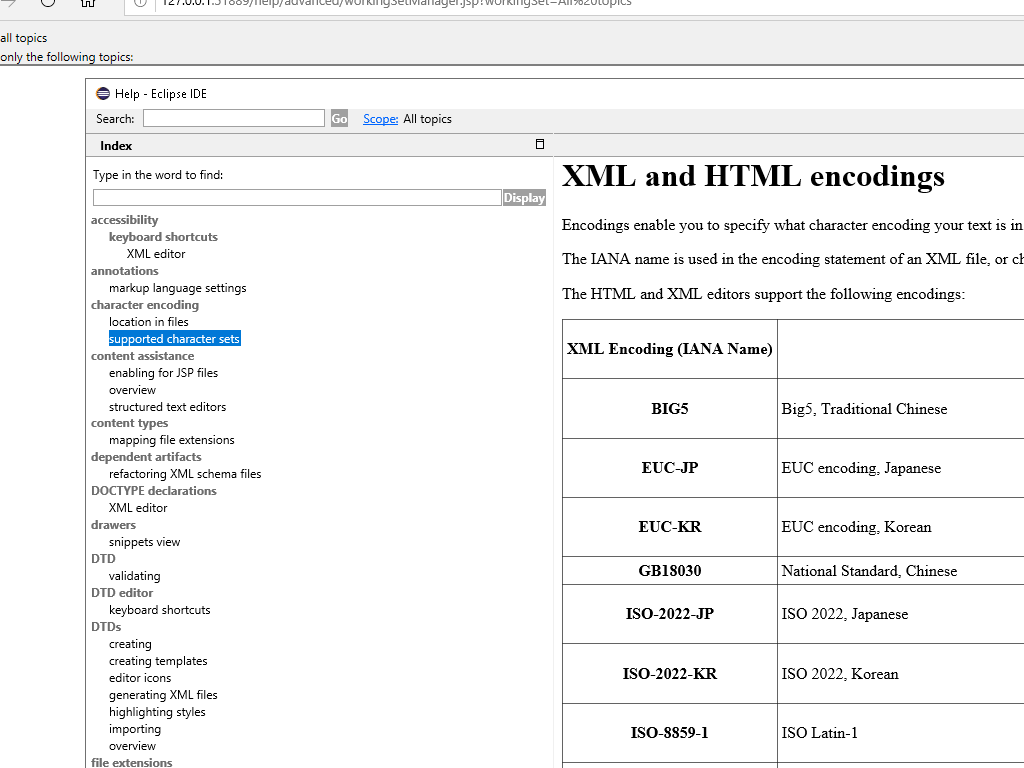 127.0.0.1:51889/help/advanced/workingSetManager.jsp?workingSet=All%20topics
all topics
only the following topics:
Help - Eclipse IDE
Search:
Go
Scope: All topics
Index
Type in the word to find:
Display
accessibility
keyboard shortcuts
XML editor
annotations
markup language settings
character encoding
location in files
supported character sets
content assistance
enabling for JSP files
overview
structured text editors
content types
mapping file extensions
dependent artifacts
refactoring XML schema files
DOCTYPE declarations
XML editor
drawers
snippets view
DTD
validating
DTD editor
keyboard shortcuts
DTDs
creating
creating templates
editor icons
generating XML files
highlighting styles
importing
overview
file extensions
XML and HTML encodings
Encodings enable you to specify what character encoding your text is in
The IANA name is used in the encoding statement of an XML file, or ch
The HTML and XML editors support the following encodings:
XML Encoding (IANA Name)
BIG5 Big5, Traditional Chinese
EUC-JP EUC encoding, Japanese
EUC-KR EUC encoding, Korean
GB18030 National Standard, Chinese
ISO-2022-JP ISO 2022, Japanese
ISO-2022-KR ISO 2022, Korean
ISO-8859-1 ISO Latin-1